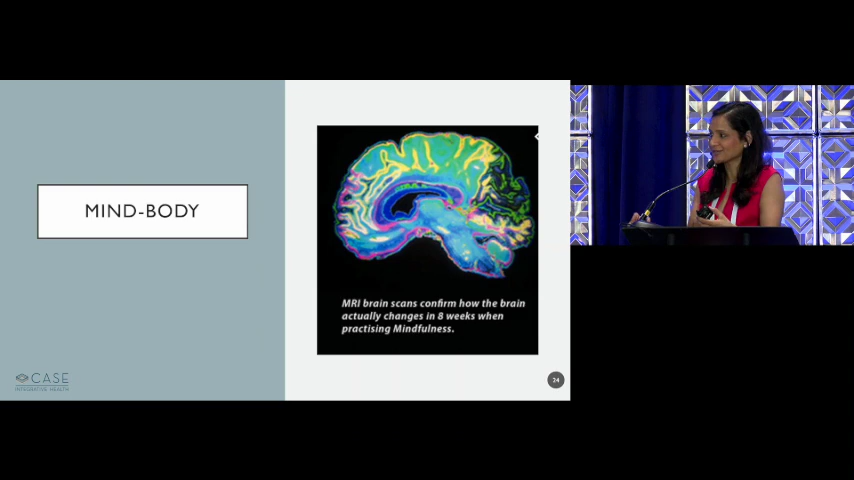 MIND-BODY
MRI brain scans confirm how the brain
actually changes in 8 weeks when
practising Mindfulness.
CASE
INTEGRATIVE HEALTH
24